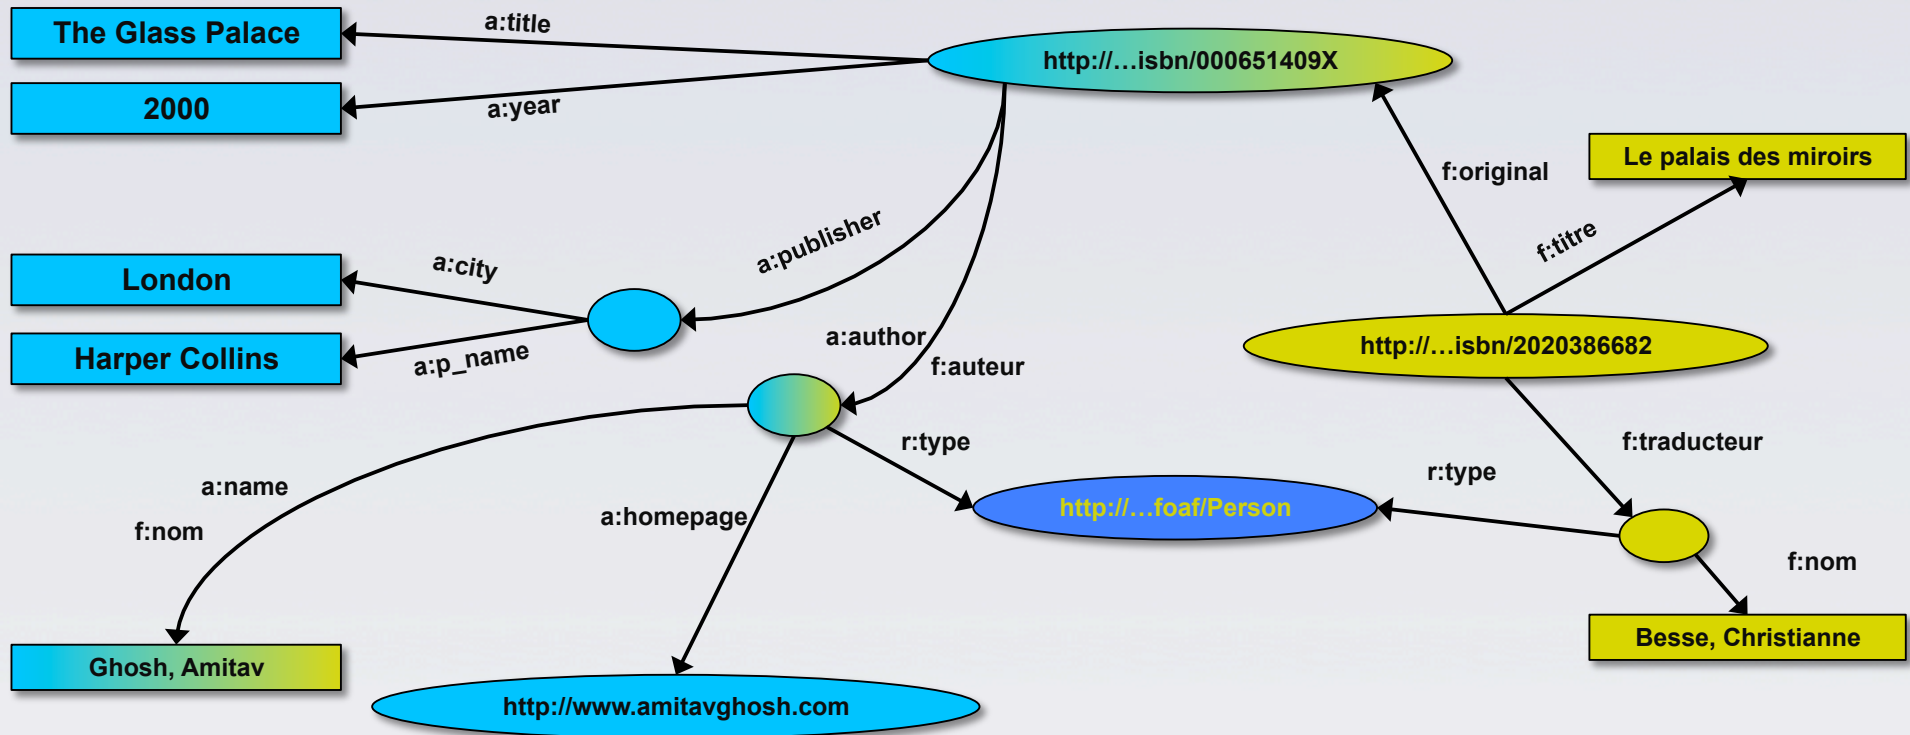 The Glass Palace
a:title
http://…isbn/000651409X
2000
a:year
Le palais des miroirs
f:original
f:titre
a:publisher
London
a:city
Harper Collins
a:p_name
a:author
f:auteur
http://…isbn/2020386682
r:type
f:traducteur
r:type
a:name
f:nom
a:homepage
http://…foaf/Person
f:nom
Ghosh, Amitav
Besse, Christianne
http://www.amitavghosh.com